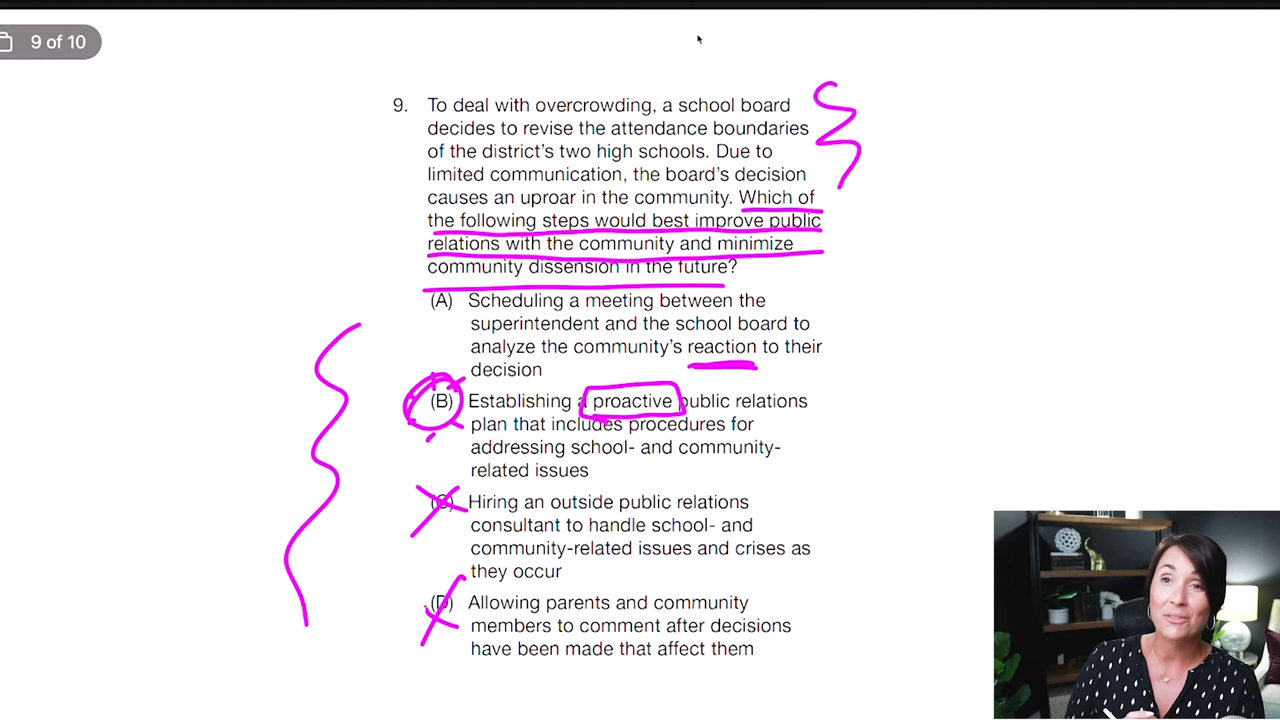 9 of 10
9. To deal with overcrowding, a school board
decides to revise the attendance boundaries
of the district's two high schools. Due to
limited communication, the board's decision
causes an uproar in the community. Which of
the following steps would best improve public
relations with the community and minimize
community dissension in the future?
(A) Scheduling a meeting between the
superintendent and the school board to
analyze the community's reaction to their
decision
(B) Establishing a proactive public relations
plan that includes procedures for
addressing school- and community-
related issues
(C) Hiring an outside public relations
consultant to handle school- and
community-related issues and crises as
they occur
(D) Allowing parents and community
members to comment after decisions
have been made that affect them